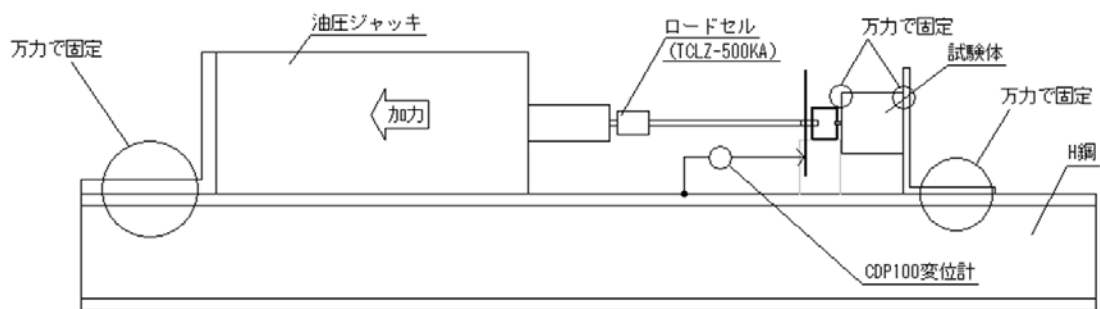 万力で固定
油圧ジャッキ
ロードセル
(TCLZ-500KA)
万力で固定
試験体
万力で固定
加力
H鋼
CDP100変位計